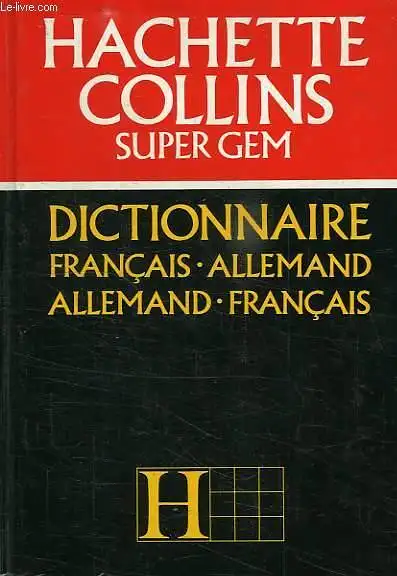 Le-livre.com
HACHETTE
COLLINS
SUPER GEM
DICTIONNAIRE
FRANÇAIS · ALLEMAND
ALLEMAND · FRANÇAIS
H